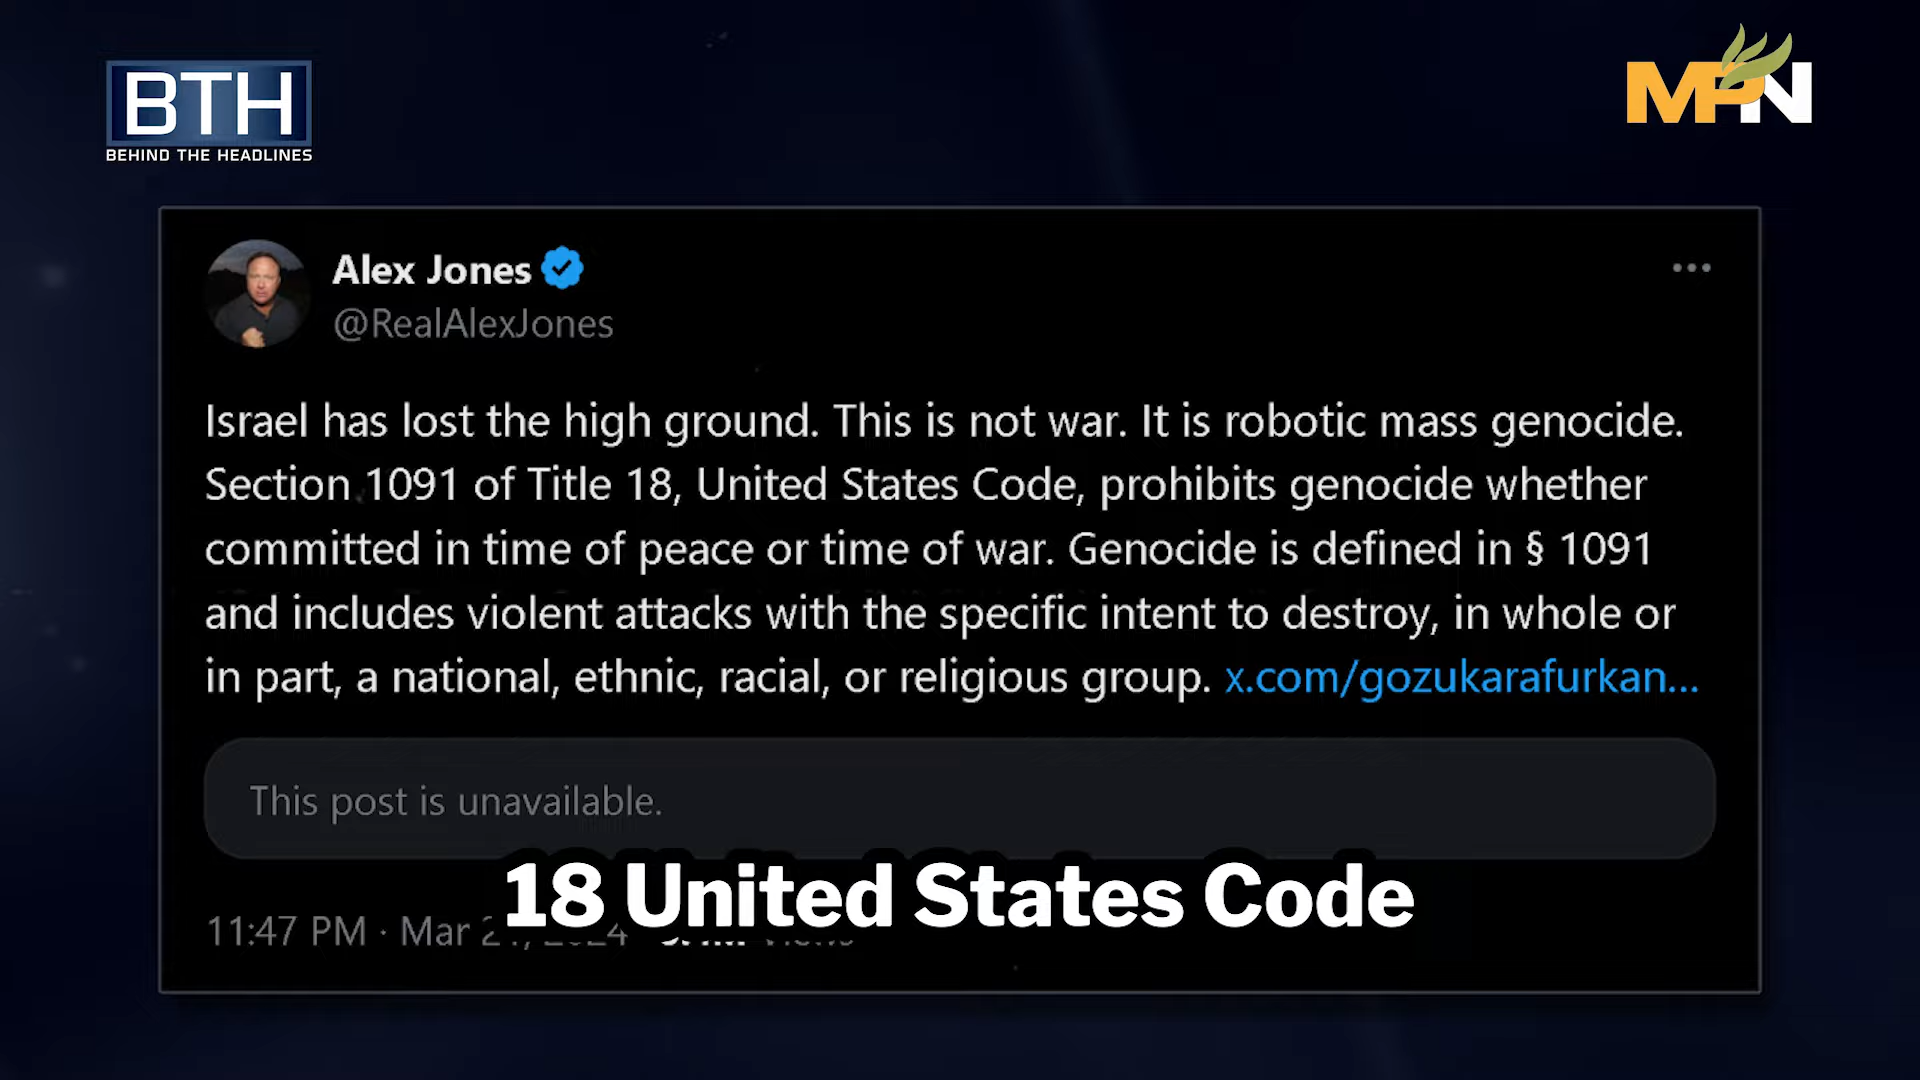 BTH
BEHIND THE HEADLINES
MPN
Alex Jones
@RealAlexJones
Israel has lost the high ground. This is not war. It is robotic mass genocide.
Section 1091 of Title 18, United States Code, prohibits genocide whether
committed in time of peace or time of war. Genocide is defined in § 1091
and includes violent attacks with the specific intent to destroy, in whole or
in part, a national, ethnic, racial, or religious group. x.com/gozukarafurkan...
This post is unavailable.
18 United States Code
11:47 PM · Mar